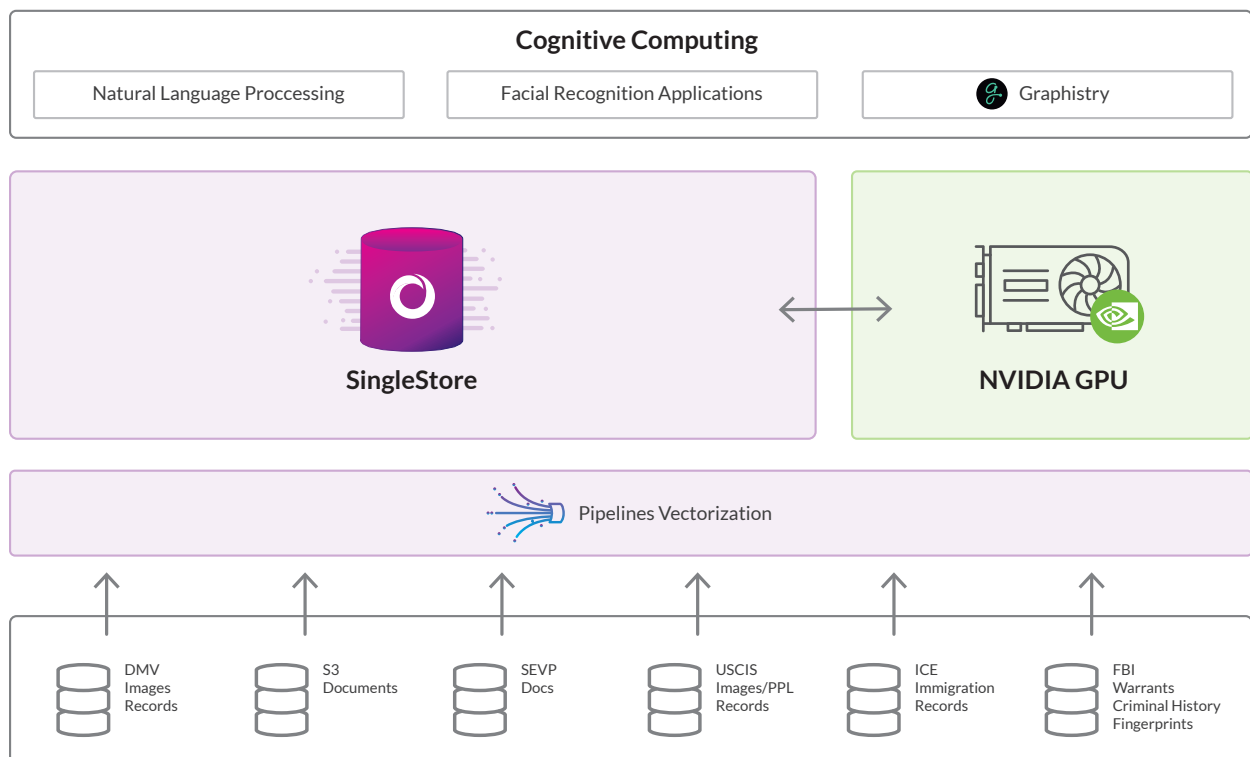 Cognitive Computing
Natural Language Proccessing
Facial Recognition Applications
Graphistry
SingleStore
NVIDIA GPU
Pipelines Vectorization
DMV
Images
Records
S3
Documents
SEVP
Docs
USCIS
Images/PPL
Records
ICE
Immigration
Records
FBI
Warrants
Criminal History
Fingerprints